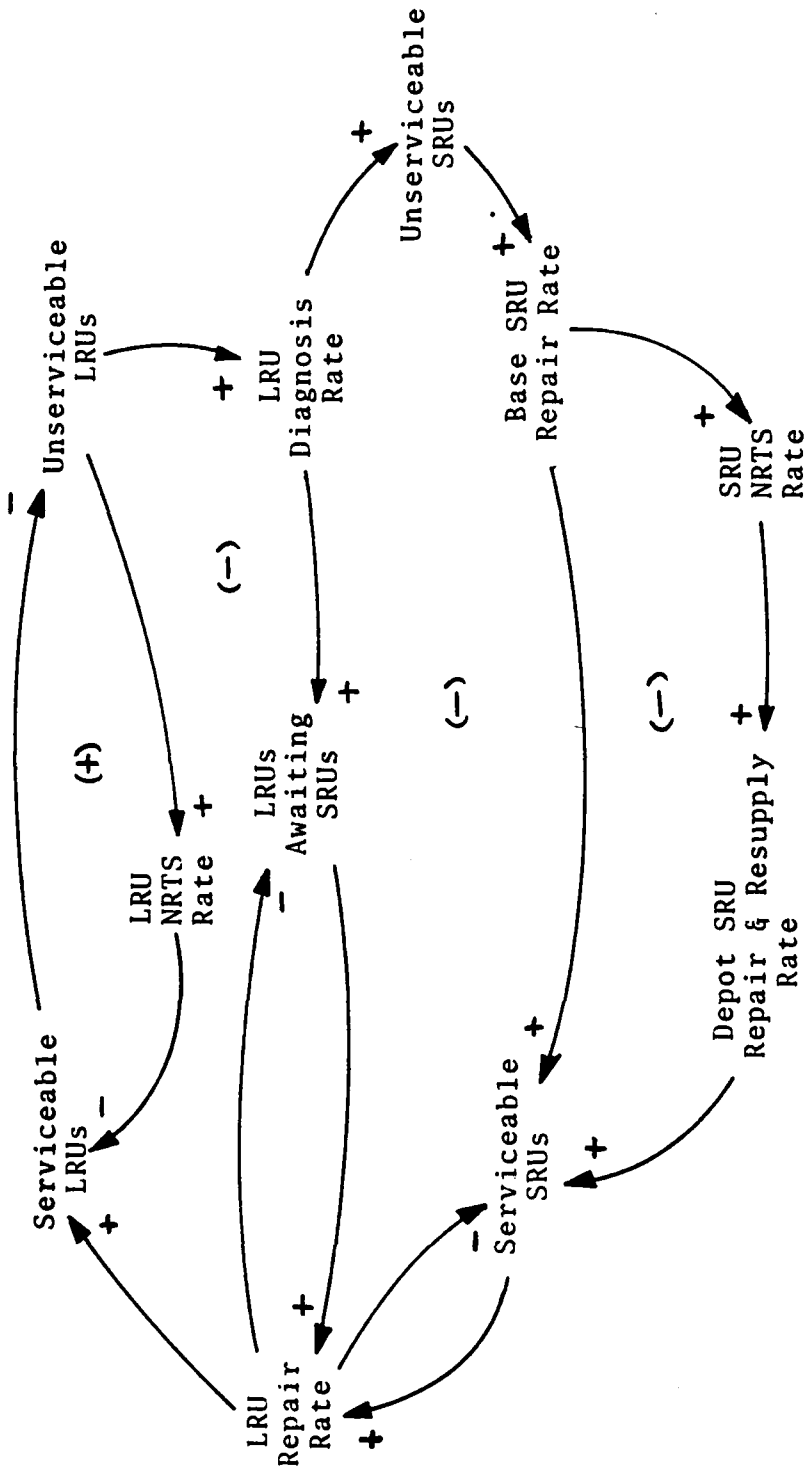 Serviceable
LRUs
−
+
−
Unserviceable
LRUs
(+)
LRU
NRTS
Rate
+
(−)
+
LRU
Diagnosis
Rate
LRU
Repair
Rate
+
+
−
LRUs
Awaiting
SRUs
+
+
Unserviceable
SRUs
(−)
−
Serviceable
SRUs
+
+
Base SRU
Repair Rate
+
(−)
Depot SRU
Repair & Resupply
Rate
+
SRU
NRTS
Rate
+